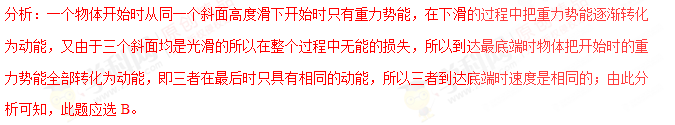 分析：一个物体开始时从同一个斜面高度滑下开始时只有重力势能，在下滑的过程中把重力势能逐渐转化
为动能，又由于三个斜面均是光滑的所以在整个过程中无能的损失，所以到达最底端时物体把开始时的重
力势能全部转化为动能，即三者在最后时只具有相同的动能，所以三者到达底端时速度是相同的；由此分
析可知，此题应选 B。